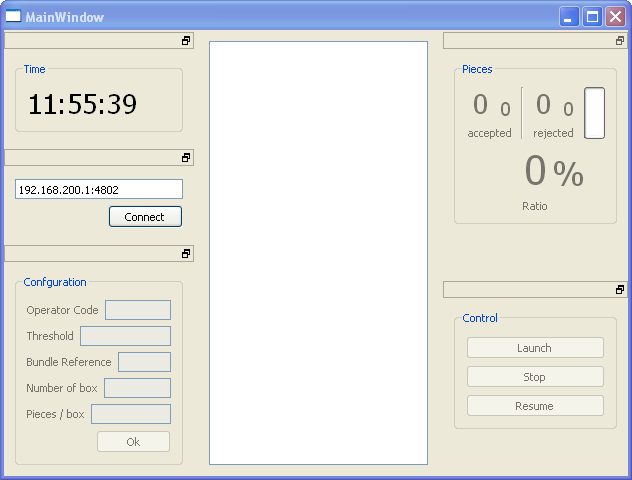 MainWindow
Time
11:55:39
192.168.200.1:4802
Connect
Confguration
Operator Code
Threshold
Bundle Reference
Number of box
Pieces / box
Ok
Pieces
0 0 0 0
accepted rejected
0 %
Ratio
Control
Launch
Stop
Resume